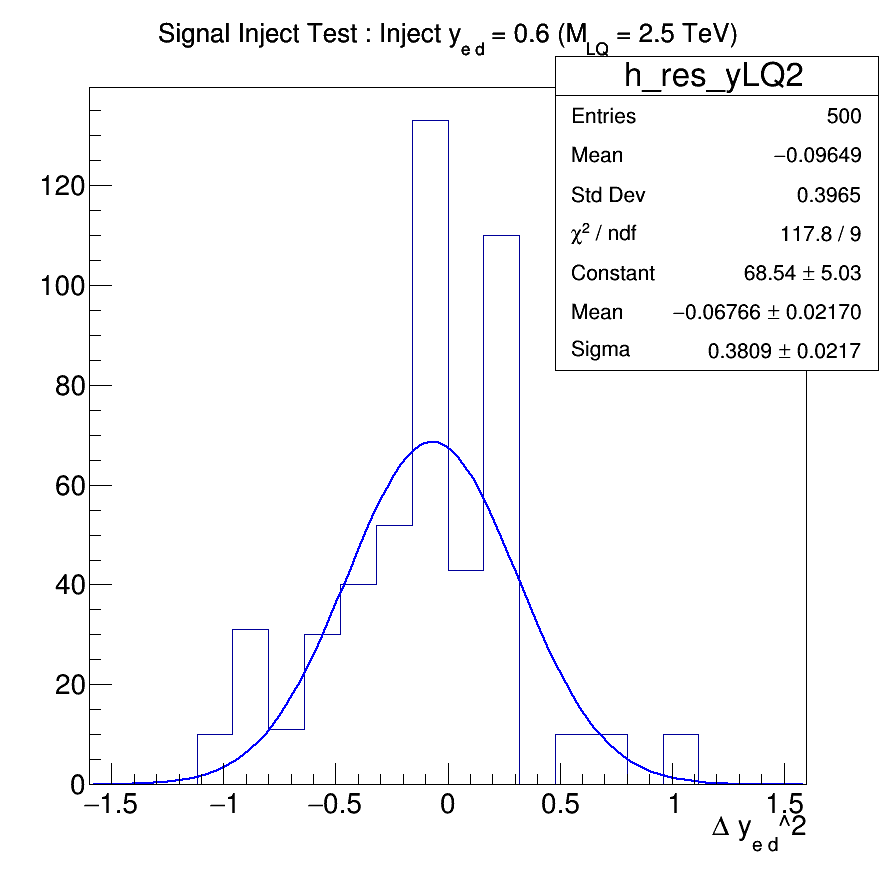 Signal Inject Test : Inject y_{e d} = 0.6 (M_{LQ} = 2.5 TeV)
h_res_yLQ2
Entries 500
Mean −0.09649
Std Dev 0.3965
χ² / ndf 117.8 / 9
Constant 68.54 ± 5.03
Mean −0.06766 ± 0.02170
Sigma 0.3809 ± 0.0217
120
100
80
60
40
20
0
−1.5 −1 −0.5 0 0.5 1 1.5
Δ y_{e d}^2